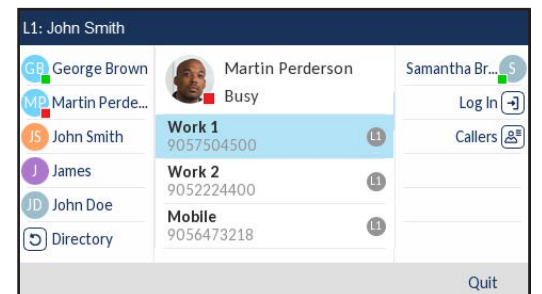 L1: John Smith
GB George Brown
MP Martin Perde...
JS John Smith
J James
JD John Doe
Directory
Martin Perderson
Busy
Work 1
9057504500 L1
Work 2
9052224400 L1
Mobile
9056473218 L1
Samantha Br... S
Log In
Callers
Quit